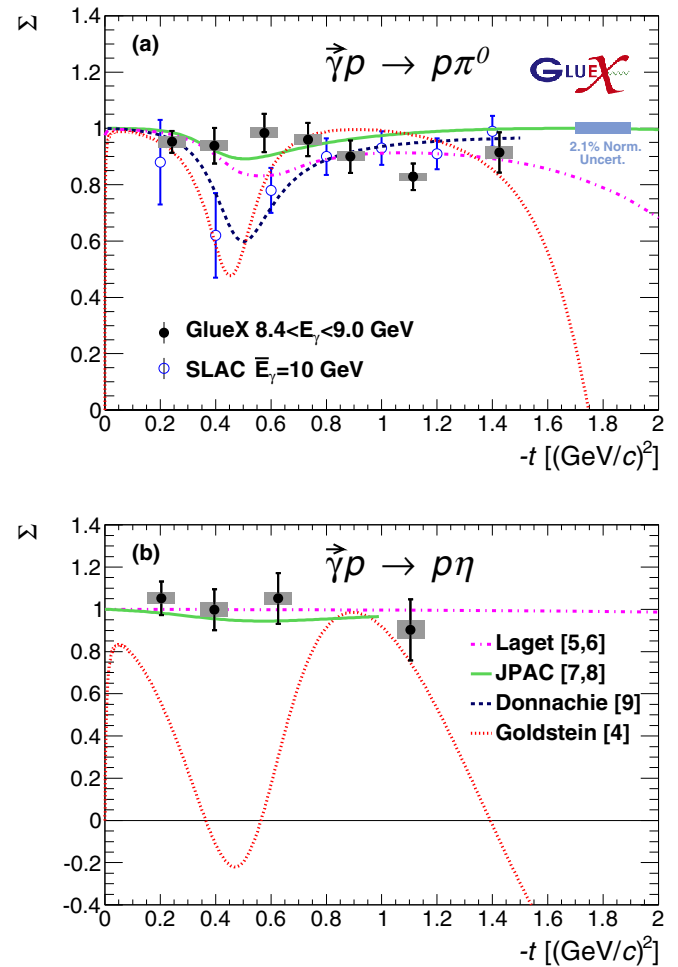 Σ
1.4
1.2
1
0.8
0.6
0.4
0.2
0
(a)
γ⃗p → pπ⁰
GLUEX
2.1% Norm.
Uncert.
GlueX 8.4<Eγ<9.0 GeV
SLAC E̅γ=10 GeV
0 0.2 0.4 0.6 0.8 1 1.2 1.4 1.6 1.8 2
-t [(GeV/c)²]
Σ
1.4
1.2
1
0.8
0.6
0.4
0.2
0
-0.2
-0.4
(b)
γ⃗p → pη
Laget [5,6]
JPAC [7,8]
Donnachie [9]
Goldstein [4]
0 0.2 0.4 0.6 0.8 1 1.2 1.4 1.6 1.8 2
-t [(GeV/c)²]